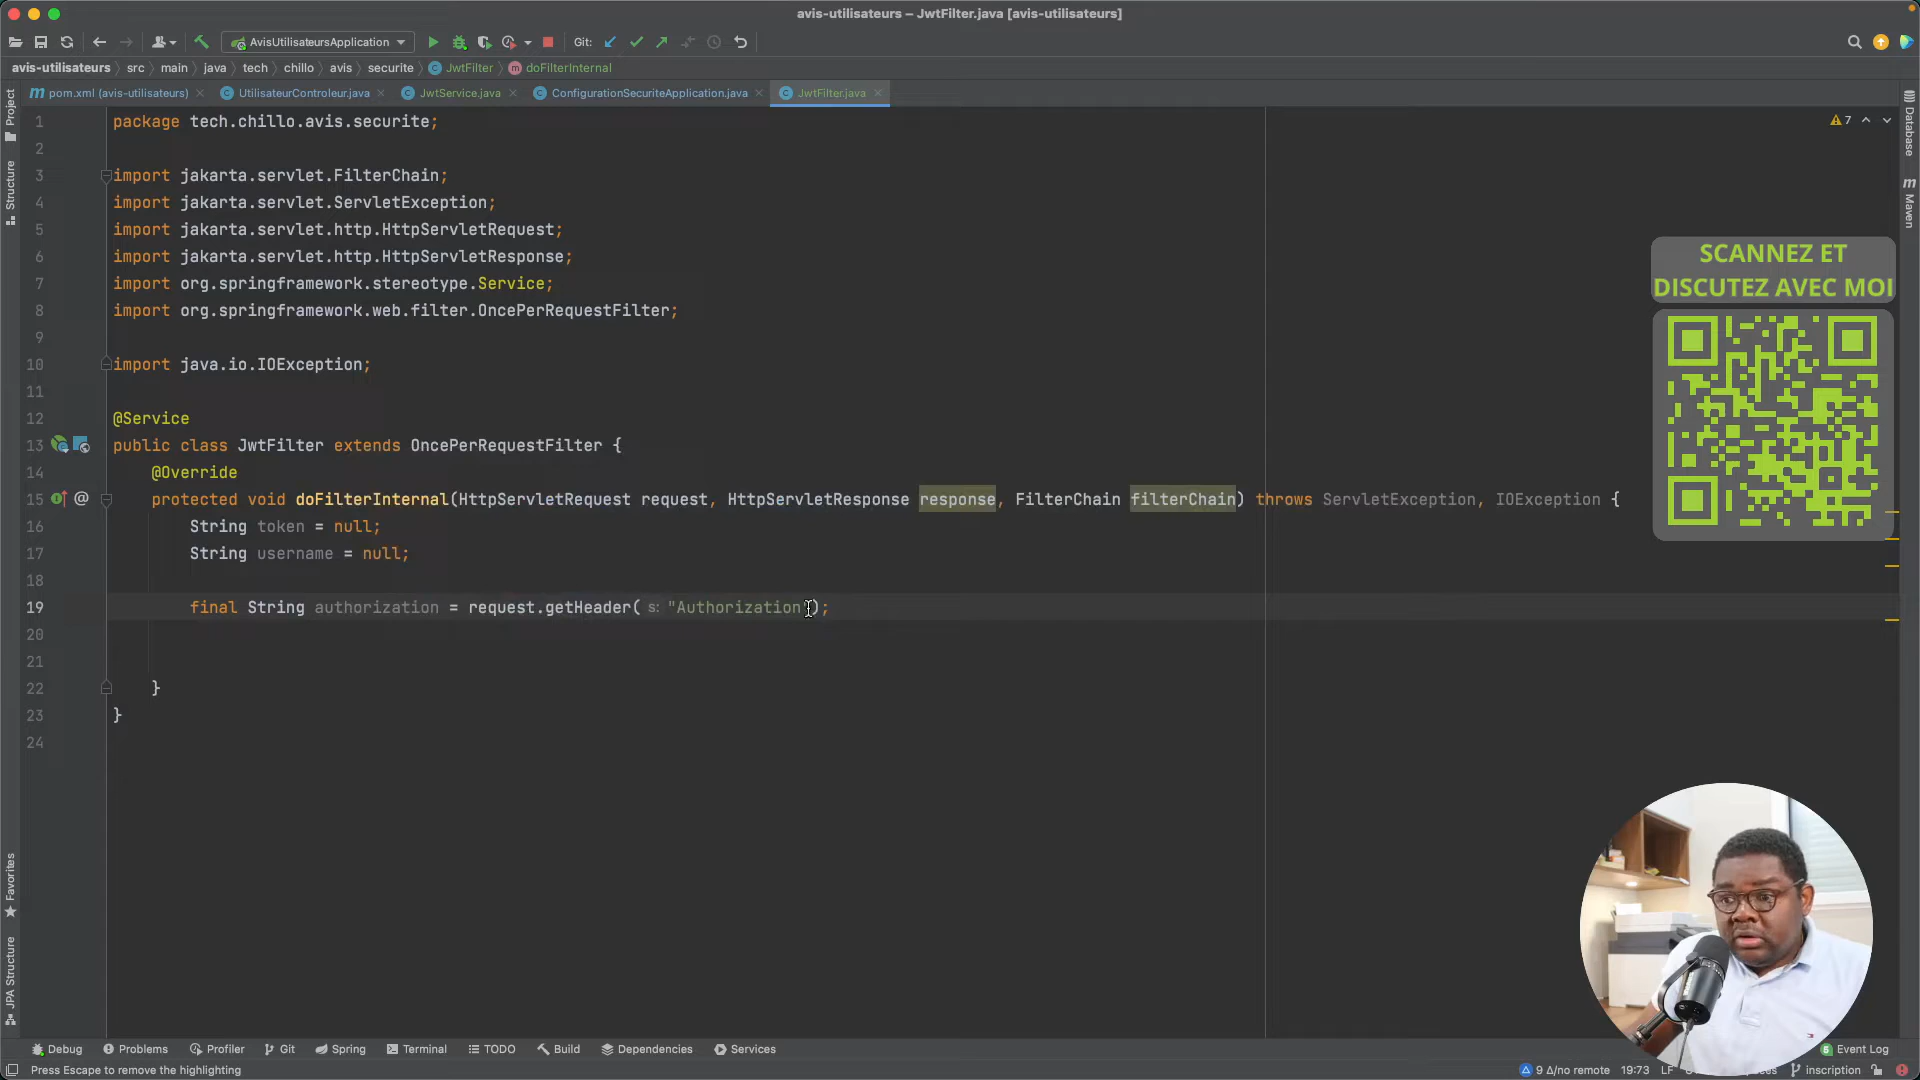 avis-utilisateurs – JwtFilter.java [avis-utilisateurs]
AvisUtilisateursApplication
Git:
avis-utilisateurs
src
main
java
tech
chillo
avis
securite
JwtFilter
doFilterInternal
pom.xml (avis-utilisateurs)
UtilisateurControleur.java
JwtService.java
ConfigurationSecuriteApplication.java
JwtFilter.java
Project
Structure
Favorites
JPA Structure
Database
Maven
7
1 package tech.chillo.avis.securite;
2
3 import jakarta.servlet.FilterChain;
4 import jakarta.servlet.ServletException;
5 import jakarta.servlet.http.HttpServletRequest;
6 import jakarta.servlet.http.HttpServletResponse;
7 import org.springframework.stereotype.Service;
8 import org.springframework.web.filter.OncePerRequestFilter;
9
10 import java.io.IOException;
11
12 @Service
13 public class JwtFilter extends OncePerRequestFilter {
14 @Override
15 protected void doFilterInternal(HttpServletRequest request, HttpServletResponse response, FilterChain filterChain) throws ServletException, IOException {
16 String token = null;
17 String username = null;
18
19 final String authorization = request.getHeader( s: "Authorization");
20
21
22 }
23 }
24
SCANNEZ ET
DISCUTEZ AVEC MOI
Debug
Problems
Profiler
Git
Spring
Terminal
TODO
Build
Dependencies
Services
Event Log
Press Escape to remove the highlighting
9 Δ/no remote
19:73
LF
inscription